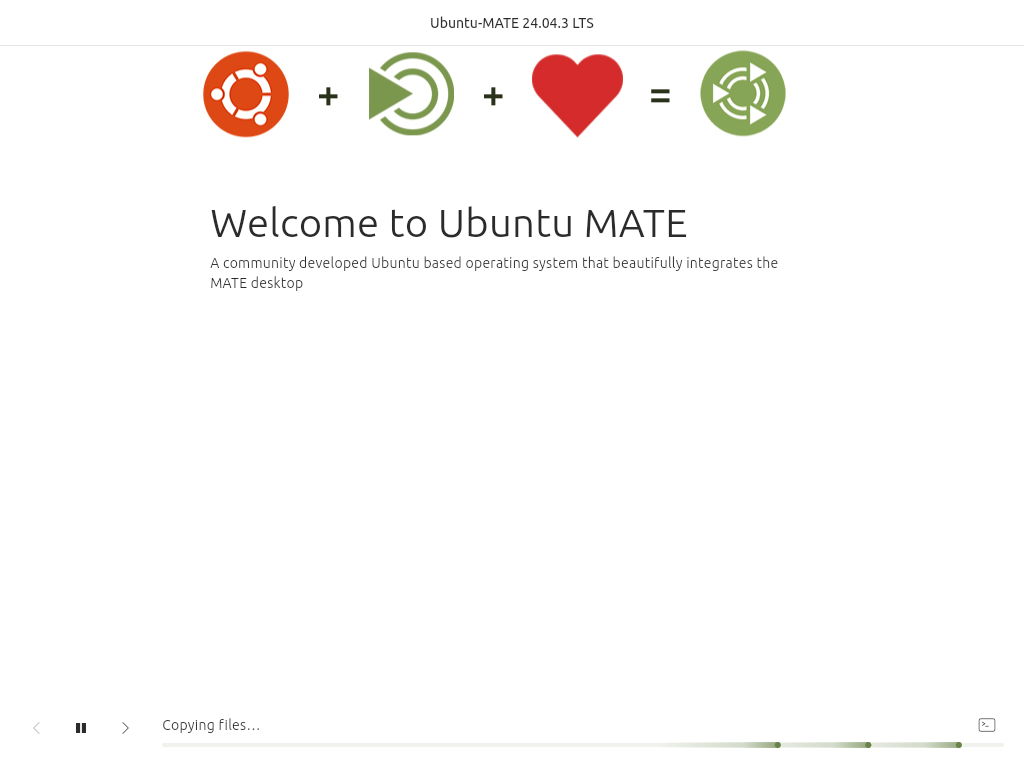 Ubuntu-MATE 24.04.3 LTS
+ + =
Welcome to Ubuntu MATE
A community developed Ubuntu based operating system that beautifully integrates the
MATE desktop
Copying files...